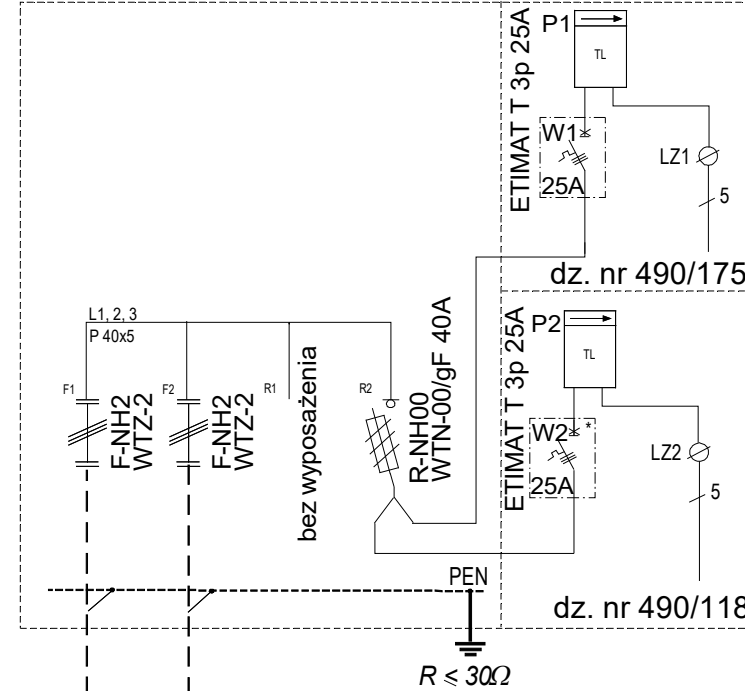 ETIMAT T 3p 25A
P1
TL
W1
25A
LZ1
5
dz. nr 490/175
L1, 2, 3
P 40x5
F1
F-NH2
WTZ-2
F2
F-NH2
WTZ-2
R1
bez wyposażenia
R2
R-NH00
WTN-00/gF 40A
ETIMAT T 3p 25A
P2
TL
W2
*
25A
LZ2
5
dz. nr 490/118
PEN
R ≤ 30Ω